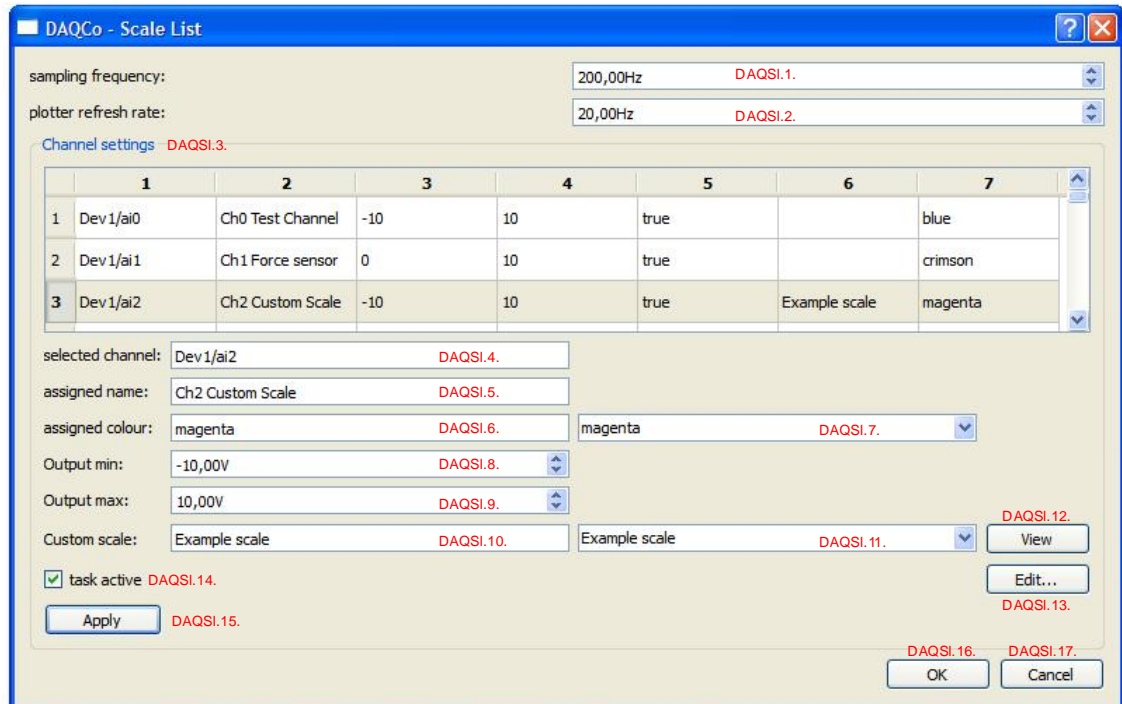 DAQCo - Scale List
sampling frequency: 200,00Hz DAQSI.1.
plotter refresh rate: 20,00Hz DAQSI.2.
Channel settings DAQSI.3.
1 2 3 4 5 6 7
1 Dev1/ai0 Ch0 Test Channel -10 10 true blue
2 Dev1/ai1 Ch1 Force sensor 0 10 true crimson
3 Dev1/ai2 Ch2 Custom Scale -10 10 true Example scale magenta
selected channel: Dev1/ai2 DAQSI.4.
assigned name: Ch2 Custom Scale DAQSI.5.
assigned colour: magenta DAQSI.6. magenta DAQSI.7.
Output min: -10,00V DAQSI.8.
Output max: 10,00V DAQSI.9.
DAQSI.12.
Custom scale: Example scale DAQSI.10. Example scale DAQSI.11. View
task active DAQSI.14. Edit...
DAQSI.13.
Apply DAQSI.15.
DAQSI.16. DAQSI.17.
OK Cancel